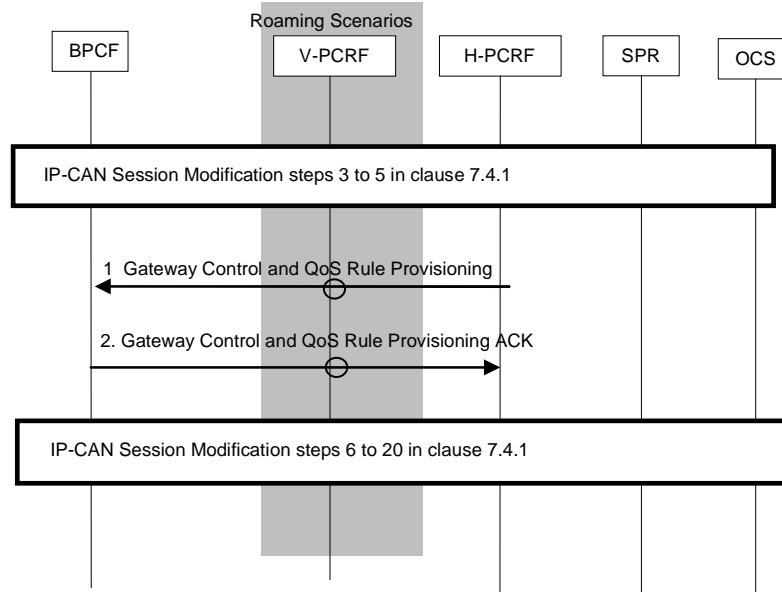 Roaming Scenarios
BPCF
V-PCRF
H-PCRF
SPR
OCS
IP-CAN Session Modification steps 3 to 5 in clause 7.4.1
1 Gateway Control and QoS Rule Provisioning
2. Gateway Control and QoS Rule Provisioning ACK
IP-CAN Session Modification steps 6 to 20 in clause 7.4.1